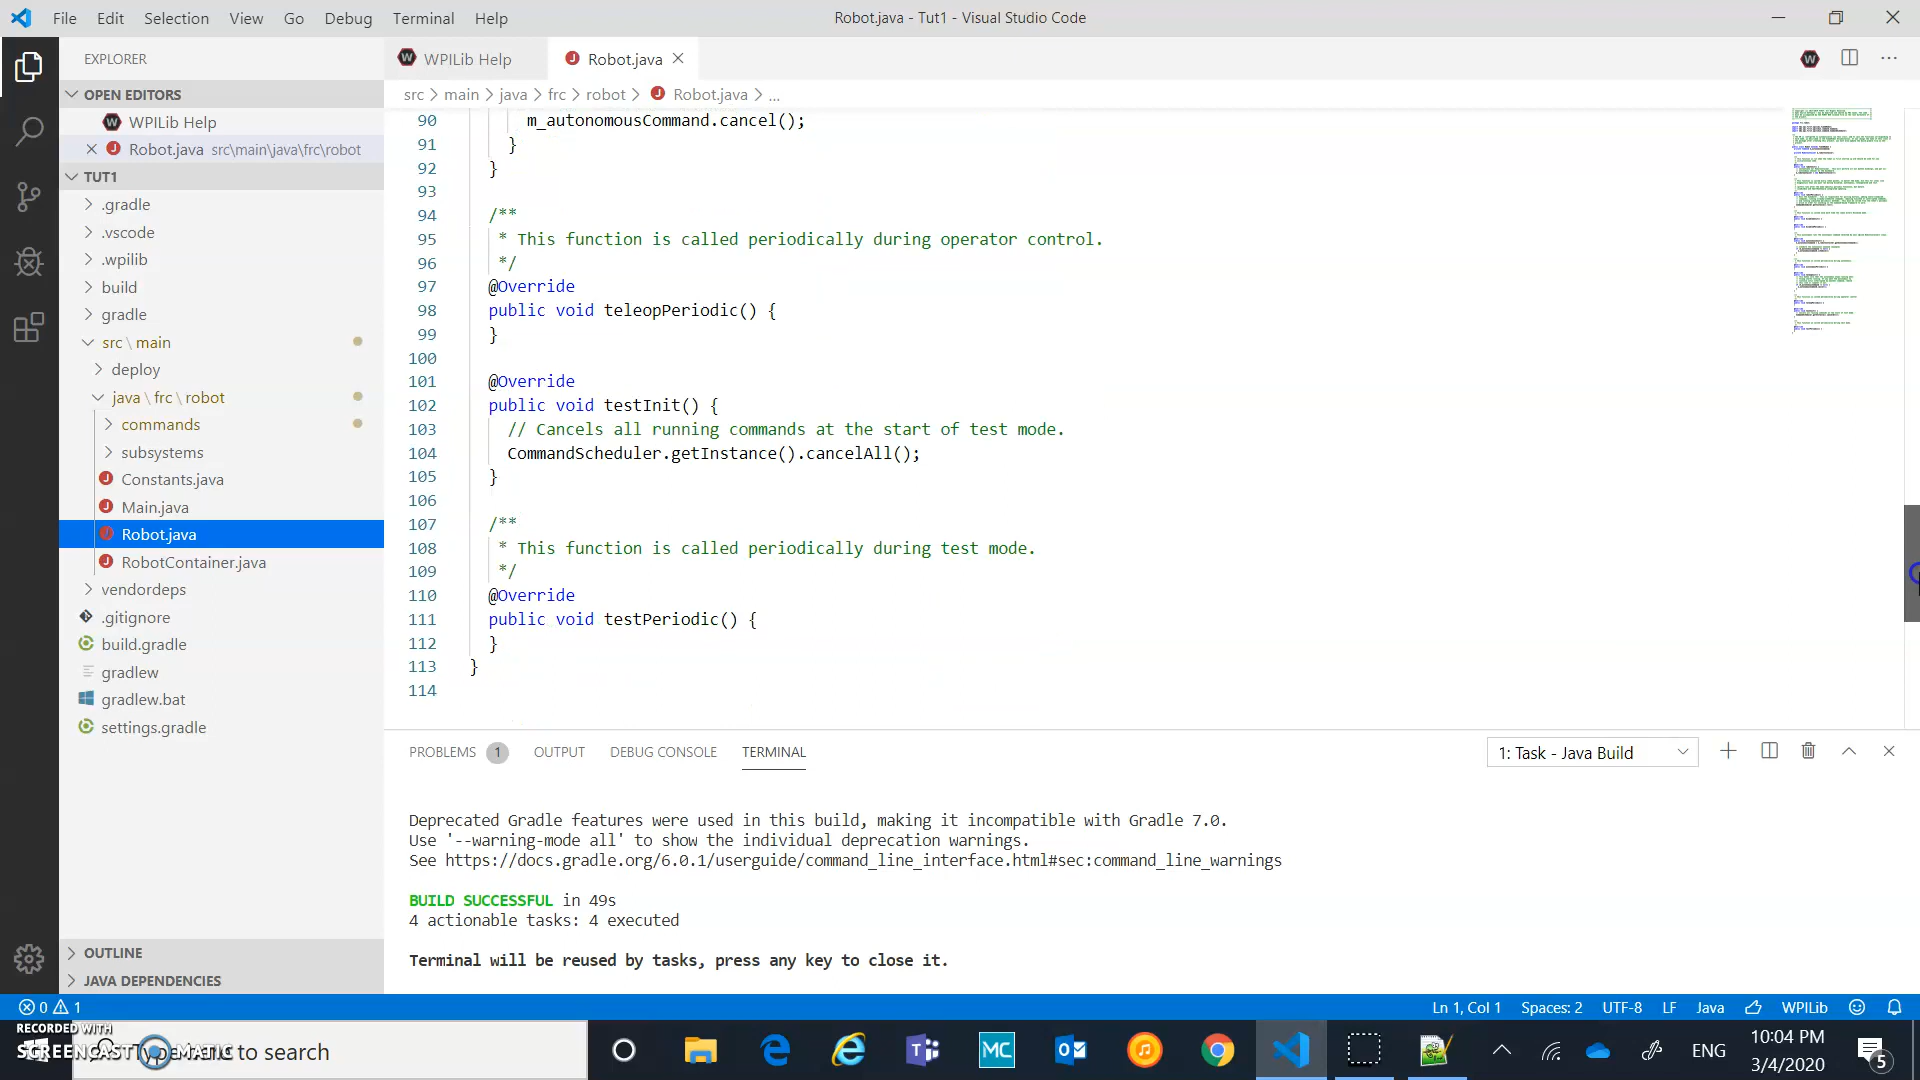 File Edit Selection View Go Debug Terminal Help
Robot.java - Tut1 - Visual Studio Code
EXPLORER
OPEN EDITORS
WPILib Help
Robot.java src\main\java\frc\robot
TUT1
.gradle
.vscode
.wpilib
build
gradle
src \ main
deploy
java \ frc \ robot
commands
subsystems
Constants.java
Main.java
Robot.java
RobotContainer.java
vendordeps
.gitignore
build.gradle
gradlew
gradlew.bat
settings.gradle
OUTLINE
JAVA DEPENDENCIES
WPILib Help
Robot.java
src > main > java > frc > robot > Robot.java > ...
90 m_autonomousCommand.cancel();
91 }
92 }
93
94 /**
95 * This function is called periodically during operator control.
96 */
97 @Override
98 public void teleopPeriodic() {
99 }
100
101 @Override
102 public void testInit() {
103 // Cancels all running commands at the start of test mode.
104 CommandScheduler.getInstance().cancelAll();
105 }
106
107 /**
108 * This function is called periodically during test mode.
109 */
110 @Override
111 public void testPeriodic() {
112 }
113 }
114
PROBLEMS 1 OUTPUT DEBUG CONSOLE TERMINAL
1: Task - Java Build
Deprecated Gradle features were used in this build, making it incompatible with Gradle 7.0.
Use '--warning-mode all' to show the individual deprecation warnings.
See https://docs.gradle.org/6.0.1/userguide/command_line_interface.html#sec:command_line_warnings
BUILD SUCCESSFUL in 49s
4 actionable tasks: 4 executed
Terminal will be reused by tasks, press any key to close it.
0 1
Ln 1, Col 1 Spaces: 2 UTF-8 LF Java WPILib
RECORDED WITH
SCREENCAST MATIC
Type here to search
MC
ENG
10:04 PM
3/4/2020
5